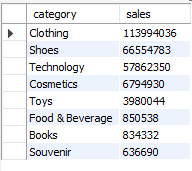 category sales
Clothing 113994036
Shoes 66554783
Technology 57862350
Cosmetics 6794930
Toys 3980044
Food & Beverage 850538
Books 834332
Souvenir 636690